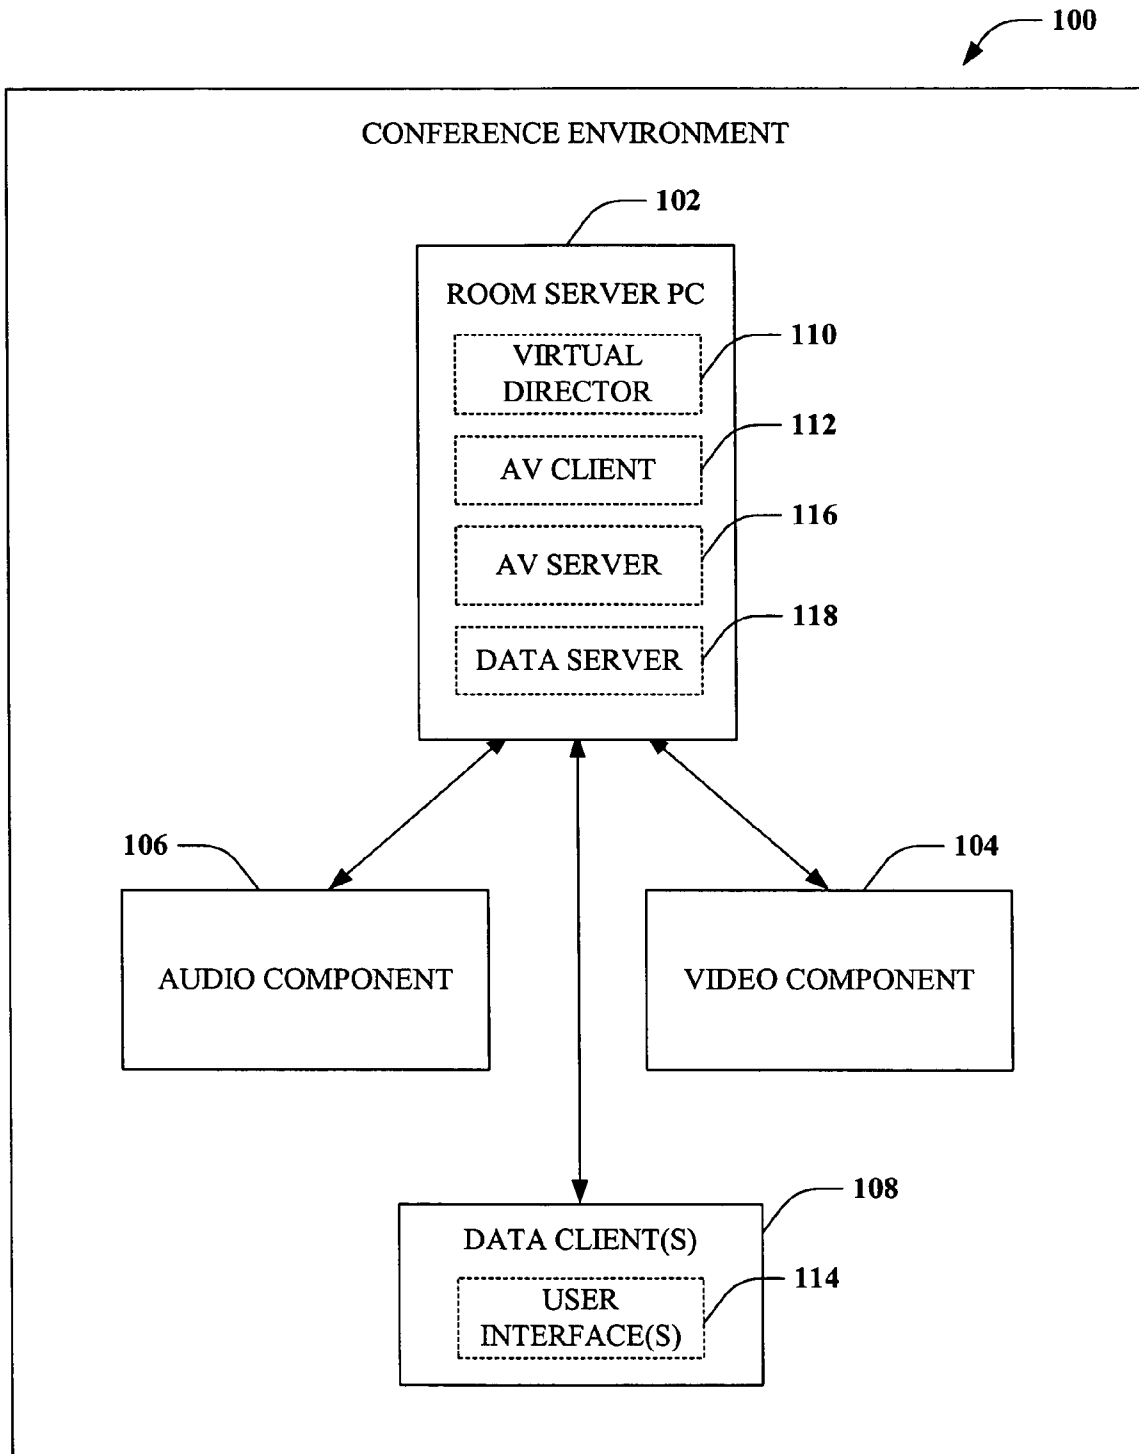 100
CONFERENCE ENVIRONMENT
102
ROOM SERVER PC
110
VIRTUAL
DIRECTOR
112
AV CLIENT
116
AV SERVER
118
DATA SERVER
106
104
AUDIO COMPONENT
VIDEO COMPONENT
108
DATA CLIENT(S)
114
USER
INTERFACE(S)